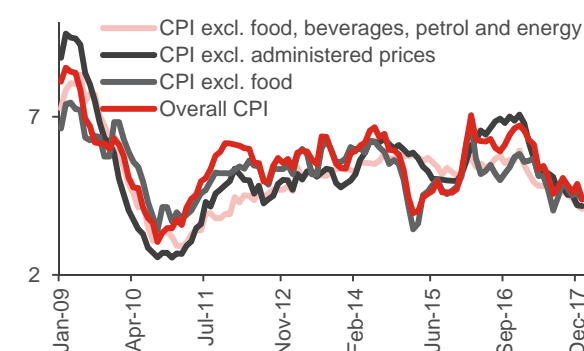 CPI excl. food, beverages, petrol and energy
CPI excl. administered prices
CPI excl. food
Overall CPI
7
2
Jan-09
Apr-10
Jul-11
Nov-12
Feb-14
Jun-15
Sep-16
Dec-17